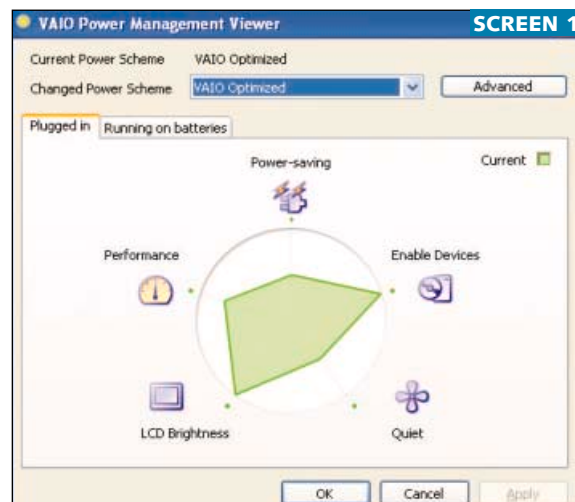 VAIO Power Management Viewer
SCREEN 1
Current Power Scheme VAIO Optimized
Changed Power Scheme VAIO Optimized Advanced
Plugged in Running on batteries
Current
Power-saving
Performance Enable Devices
LCD Brightness Quiet
OK Cancel Apply